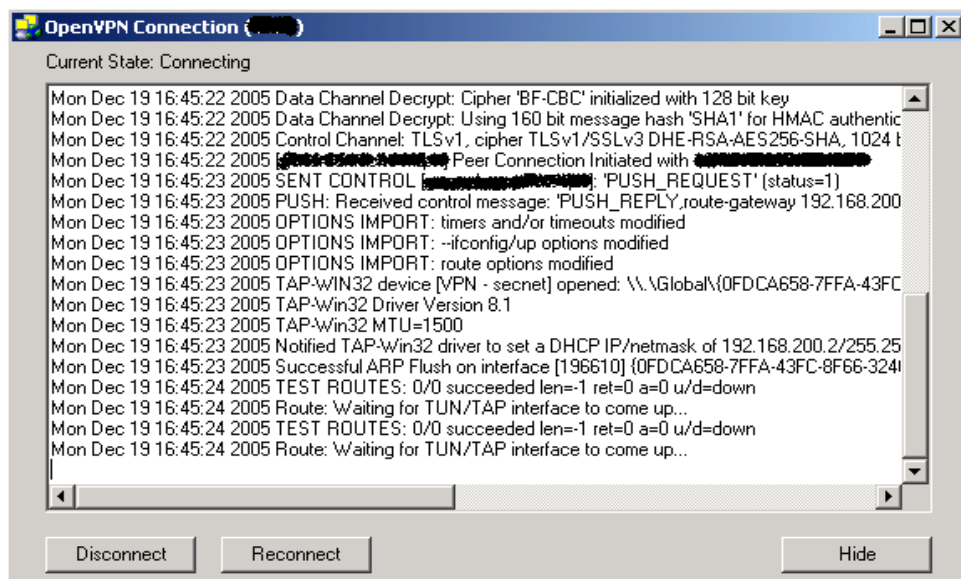 OpenVPN Connection ( )
Current State: Connecting
Mon Dec 19 16:45:22 2005 Data Channel Decrypt: Cipher 'BF-CBC' initialized with 128 bit key
Mon Dec 19 16:45:22 2005 Data Channel Decrypt: Using 160 bit message hash 'SHA1' for HMAC authentic
Mon Dec 19 16:45:22 2005 Control Channel: TLSv1, cipher TLSv1/SSLv3 DHE-RSA-AES256-SHA, 1024 b
Mon Dec 19 16:45:22 2005 [ ] Peer Connection Initiated with
Mon Dec 19 16:45:23 2005 SENT CONTROL [ ]: 'PUSH_REQUEST' (status=1)
Mon Dec 19 16:45:23 2005 PUSH: Received control message: 'PUSH_REPLY,route-gateway 192.168.200
Mon Dec 19 16:45:23 2005 OPTIONS IMPORT: timers and/or timeouts modified
Mon Dec 19 16:45:23 2005 OPTIONS IMPORT: --ifconfig/up options modified
Mon Dec 19 16:45:23 2005 OPTIONS IMPORT: route options modified
Mon Dec 19 16:45:23 2005 TAP-WIN32 device [VPN - secnet] opened: \\.\Global\{0FDCA658-7FFA-43FC
Mon Dec 19 16:45:23 2005 TAP-Win32 Driver Version 8.1
Mon Dec 19 16:45:23 2005 TAP-Win32 MTU=1500
Mon Dec 19 16:45:23 2005 Notified TAP-Win32 driver to set a DHCP IP/netmask of 192.168.200.2/255.25
Mon Dec 19 16:45:23 2005 Successful ARP Flush on interface [196610] {0FDCA658-7FFA-43FC-8F66-324
Mon Dec 19 16:45:24 2005 TEST ROUTES: 0/0 succeeded len=-1 ret=0 a=0 u/d=down
Mon Dec 19 16:45:24 2005 Route: Waiting for TUN/TAP interface to come up...
Mon Dec 19 16:45:24 2005 TEST ROUTES: 0/0 succeeded len=-1 ret=0 a=0 u/d=down
Mon Dec 19 16:45:24 2005 Route: Waiting for TUN/TAP interface to come up...
Disconnect
Reconnect
Hide